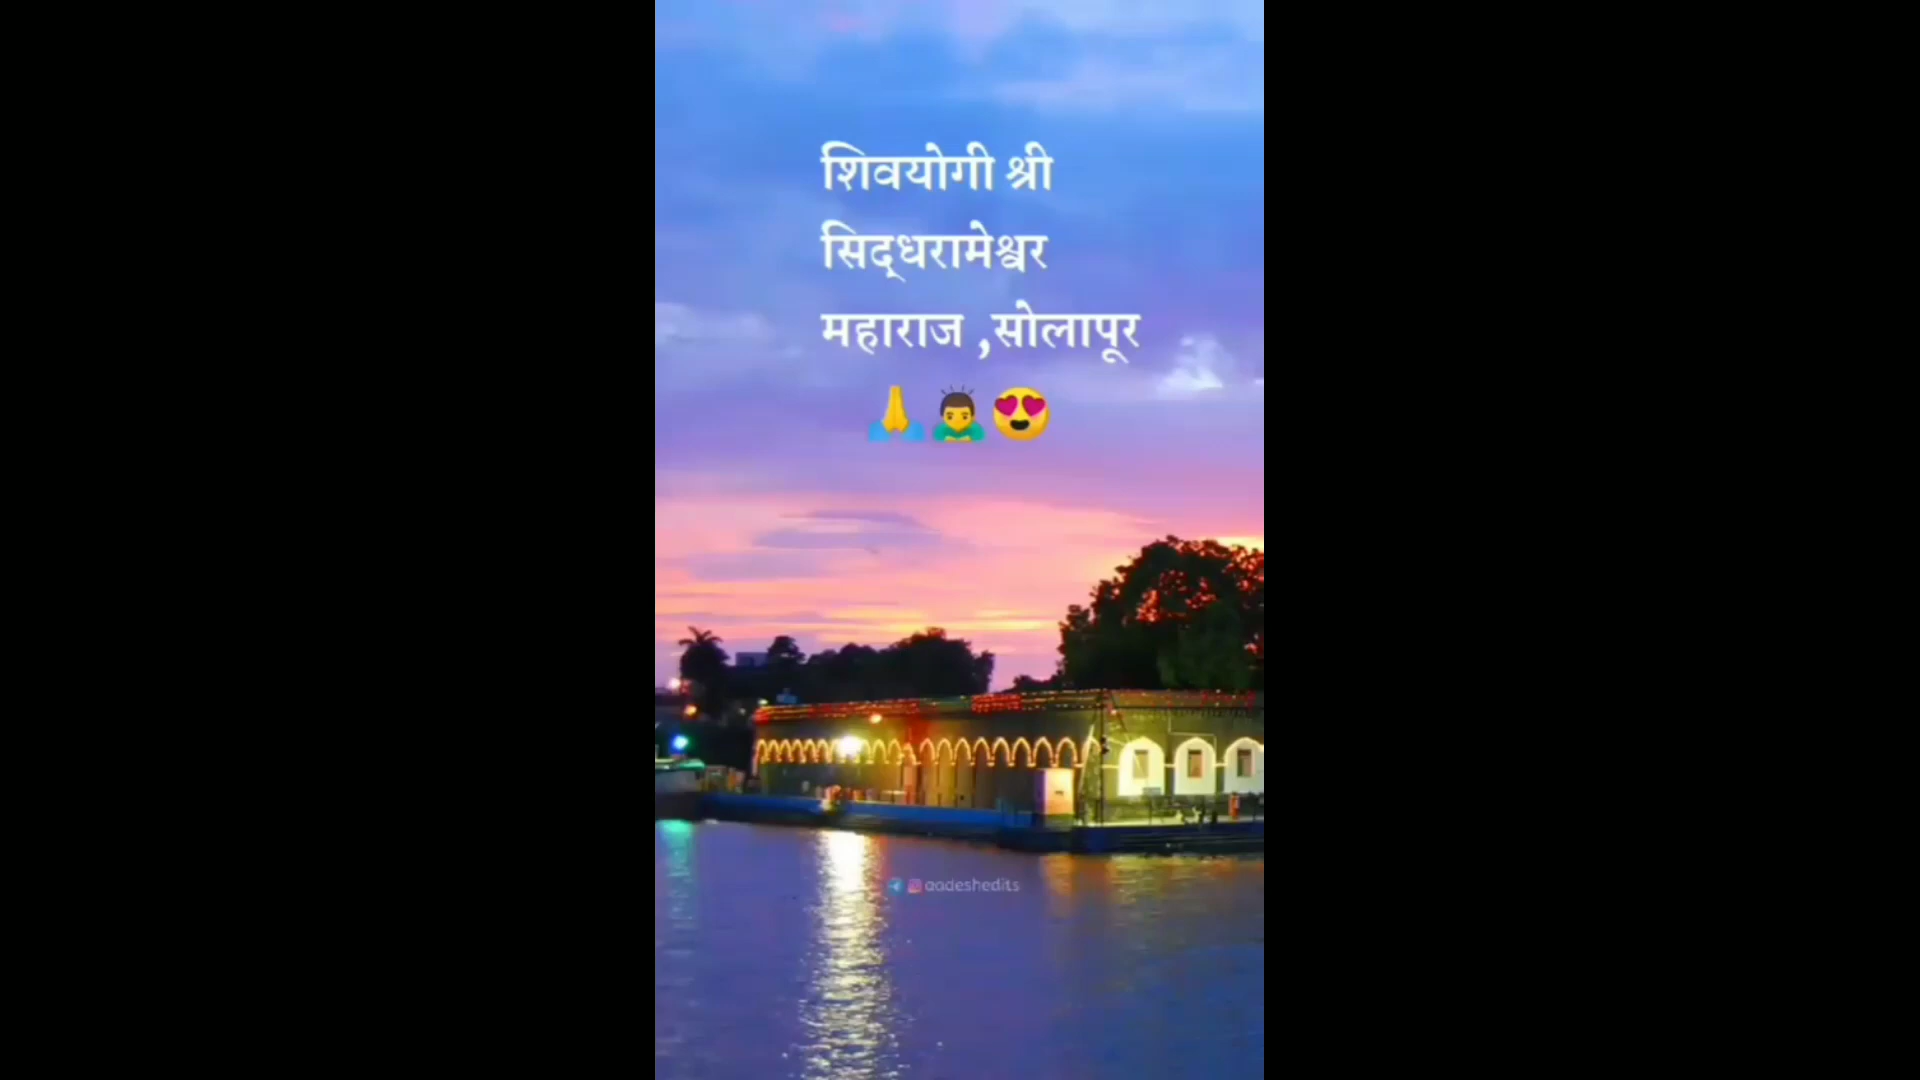 शिवयोगी श्री
सिद्‌धरामेश्वर
महाराज ,सोलापूर
🙏🙇‍♂️😍
aadeshedits